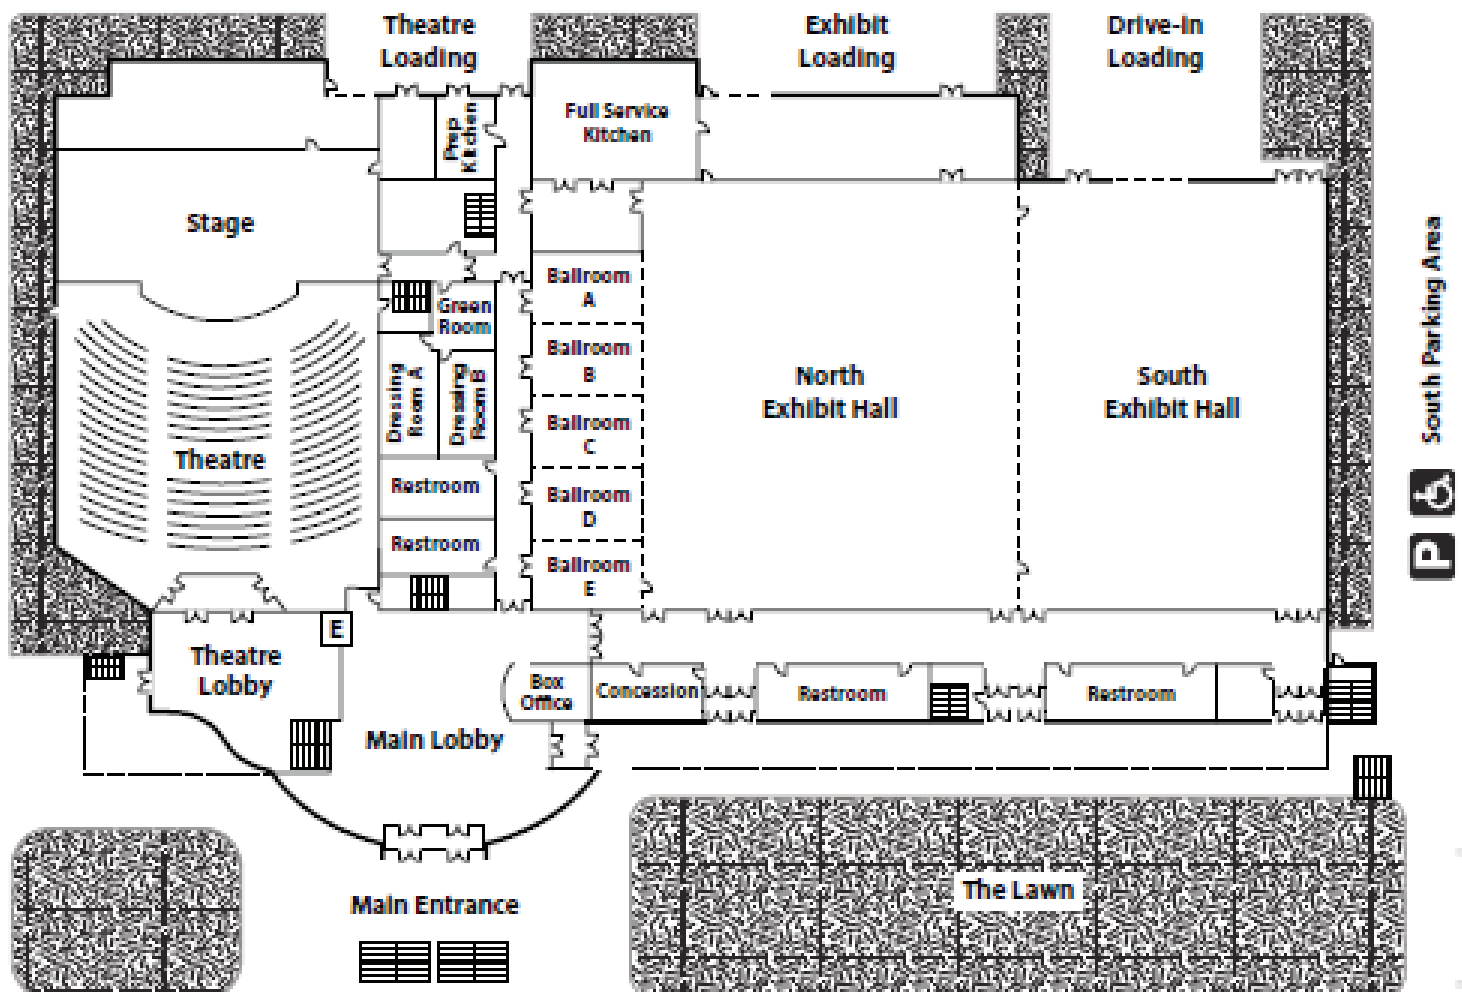 Theatre
Loading
Exhibit
Loading
Drive-in
Loading
Full Service
Kitchen
Prep
Kitchen
Stage
Green
Room
Dressing
Room A
Dressing
Room B
Theatre
Restroom
Restroom
Ballroom
A
Ballroom
B
Ballroom
C
Ballroom
D
Ballroom
E
North
Exhibit Hall
South
Exhibit Hall
South Parking Area
P
E
Theatre
Lobby
Box
Office
Concession
Restroom
Restroom
Main Lobby
Main Entrance
The Lawn